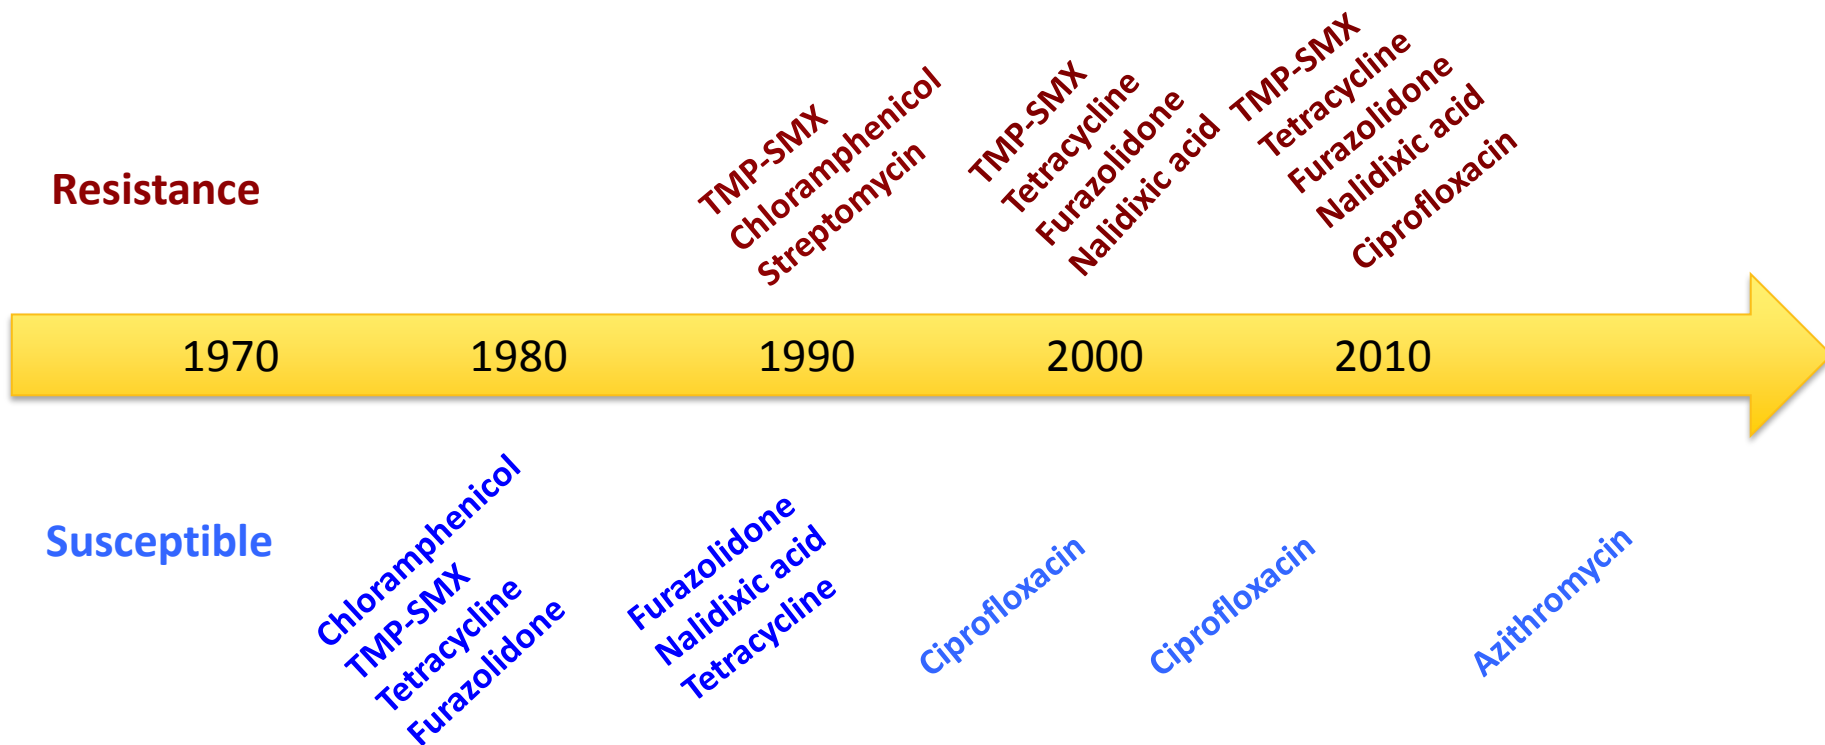 Resistance
TMP-SMX
Chloramphenicol
Streptomycin
TMP-SMX
Tetracycline
Furazolidone
Nalidixic acid
TMP-SMX
Tetracycline
Furazolidone
Nalidixic acid
Ciprofloxacin
1970 1980 1990 2000 2010
Susceptible
Chloramphenicol
TMP-SMX
Tetracycline
Furazolidone
Furazolidone
Nalidixic acid
Tetracycline
Ciprofloxacin
Ciprofloxacin
Azithromycin